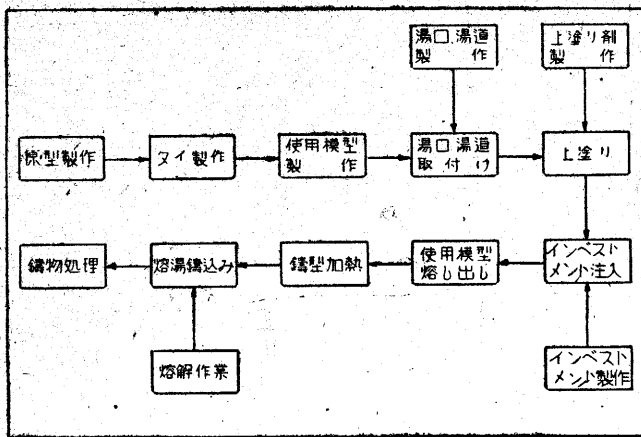 湯口、湯道
製作
上塗り剤
製作
原型製作
ダイ製作
使用模型
製作
湯口湯道
取付け
上塗り
鑄物処理
熔湯鑄込み
鑄型加熱
使用模型
熔し出し
インベスト
メント注入
熔解作業
インベスト
メント製作